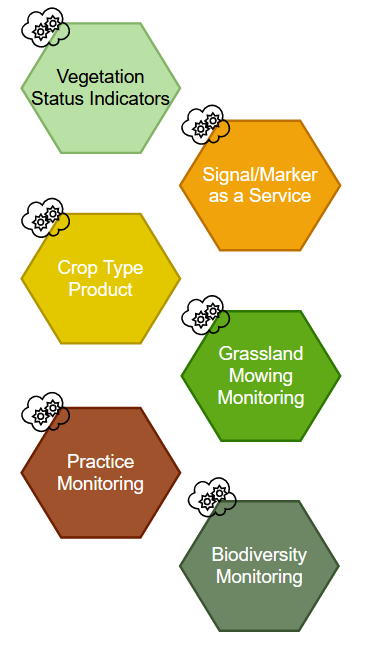 Vegetation
Status Indicators
Signal/Marker
as a Service
Crop Type
Product
Grassland
Mowing
Monitoring
Practice
Monitoring
Biodiversity
Monitoring